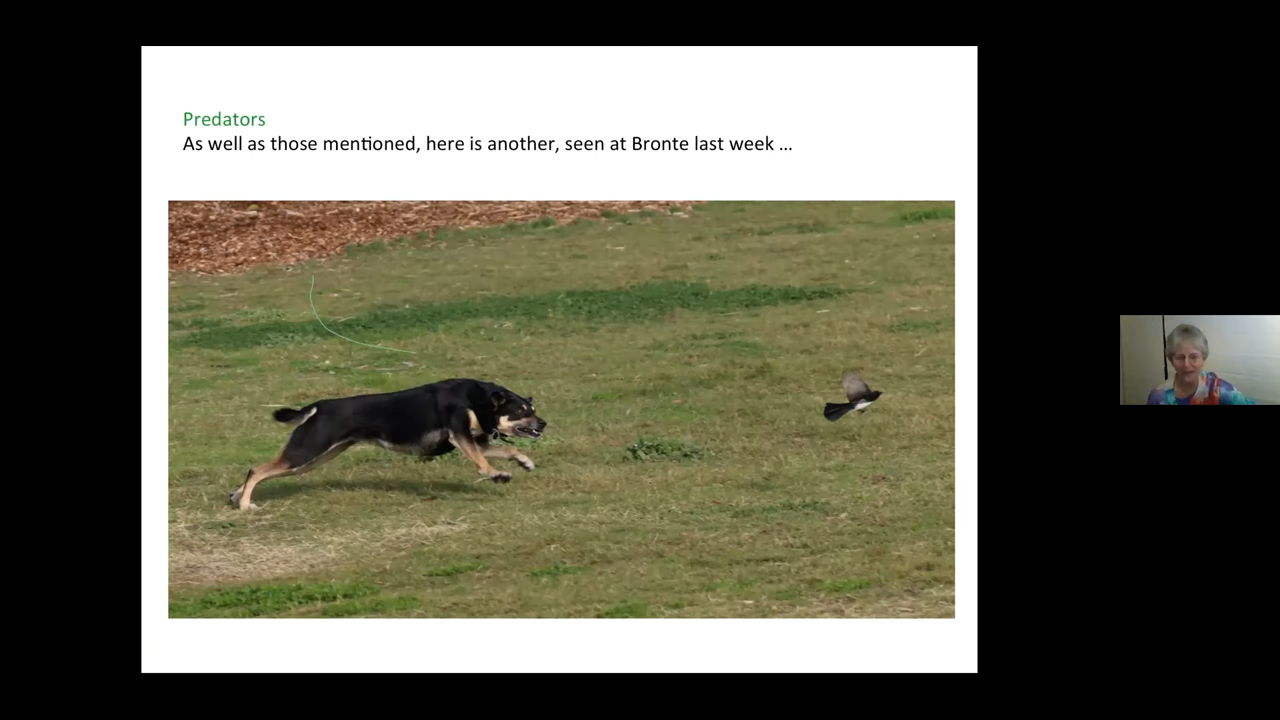 Predators
As well as those mentioned, here is another, seen at Bronte last week ...